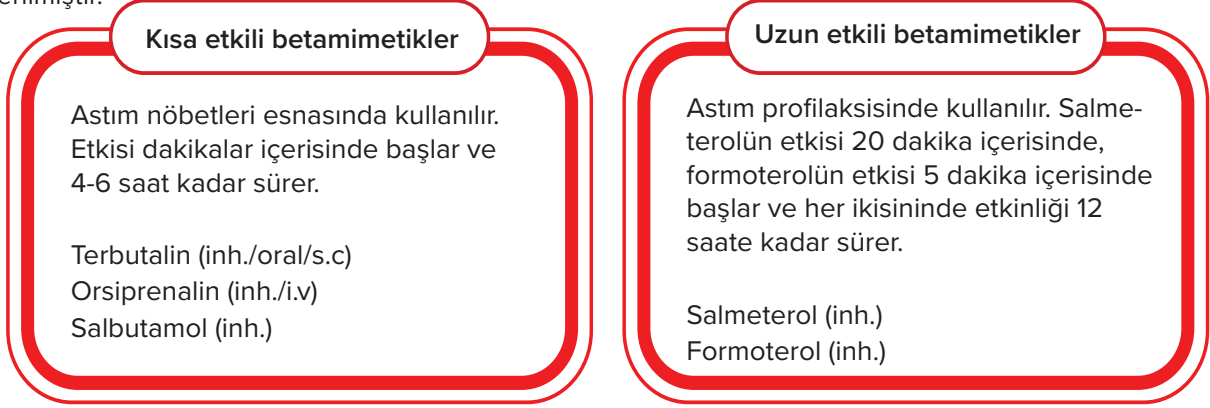 Kısa etkili betamimetikler
Astım nöbetleri esnasında kullanılır.
Etkisi dakikalar içerisinde başlar ve
4-6 saat kadar sürer.
Terbutalin (inh./oral/s.c)
Orsiprenalin (inh./i.v)
Salbutamol (inh.)
Uzun etkili betamimetikler
Astım profilaksisinde kullanılır. Salme-
terolün etkisi 20 dakika içerisinde,
formoterolün etkisi 5 dakika içerisinde
başlar ve her ikisininde etkinliği 12
saate kadar sürer.
Salmeterol (inh.)
Formoterol (inh.)